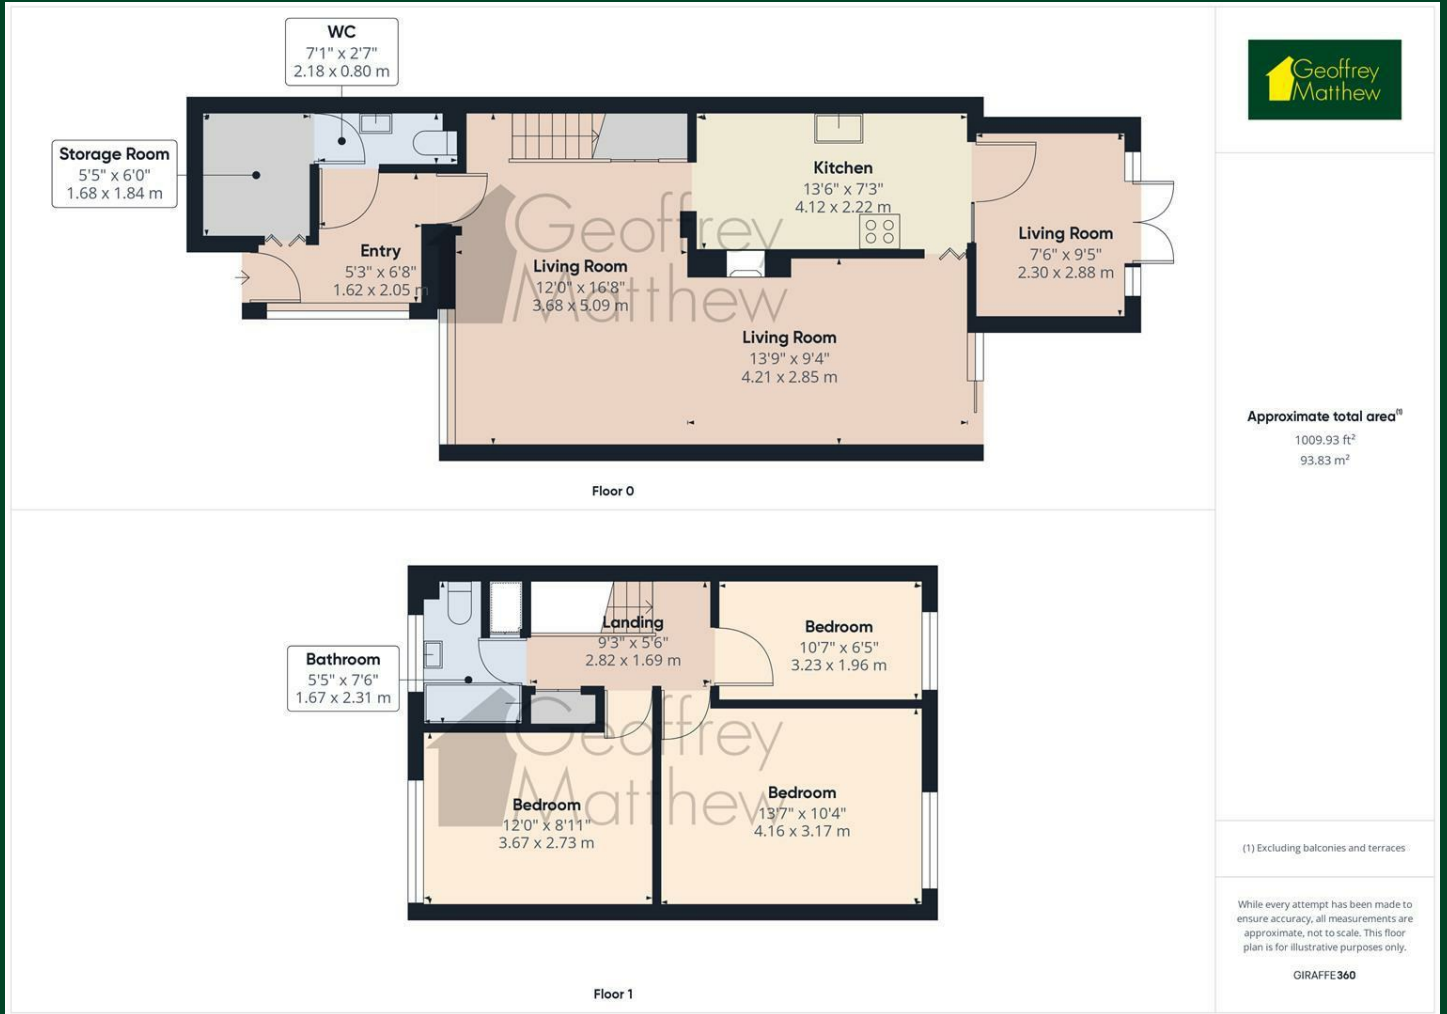 WC
7'1" x 2'7"
2.18 x 0.80 m
Storage Room
5'5" x 6'0"
1.68 x 1.84 m
Entry
5'3" x 6'8"
1.62 x 2.05 m
Geoffrey
Matthew
Living Room
12'0" x 16'8"
3.68 x 5.09 m
Kitchen
13'6" x 7'3"
4.12 x 2.22 m
Living Room
7'6" x 9'5"
2.30 x 2.88 m
Living Room
13'9" x 9'4"
4.21 x 2.85 m
Floor 0
Bathroom
5'5" x 7'6"
1.67 x 2.31 m
Landing
9'3" x 5'6"
2.82 x 1.69 m
Bedroom
10'7" x 6'5"
3.23 x 1.96 m
Geoffrey
Matthew
Bedroom
12'0" x 8'11"
3.67 x 2.73 m
Bedroom
13'7" x 10'4"
4.16 x 3.17 m
Floor 1
Geoffrey
Matthew
Approximate total area(1)
1009.93 ft²
93.83 m²
(1) Excluding balconies and terraces
While every attempt has been made to
ensure accuracy, all measurements are
approximate, not to scale. This floor
plan is for illustrative purposes only.
GIRAFFE360